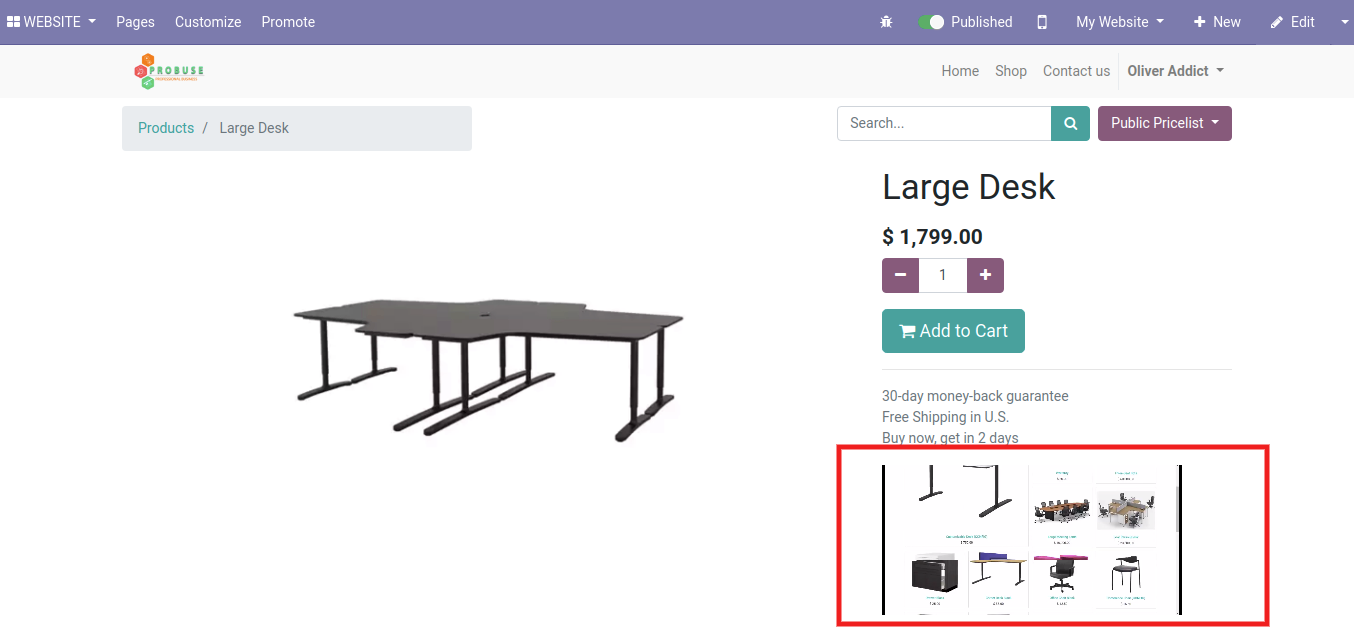 WEBSITE Pages Customize Promote Published My Website New Edit
PROBUSE
Home Shop Contact us Oliver Addict
Products / Large Desk
Search... Public Pricelist
Large Desk
$ 1,799.00
1
Add to Cart
30-day money-back guarantee
Free Shipping in U.S.
Buy now, get in 2 days